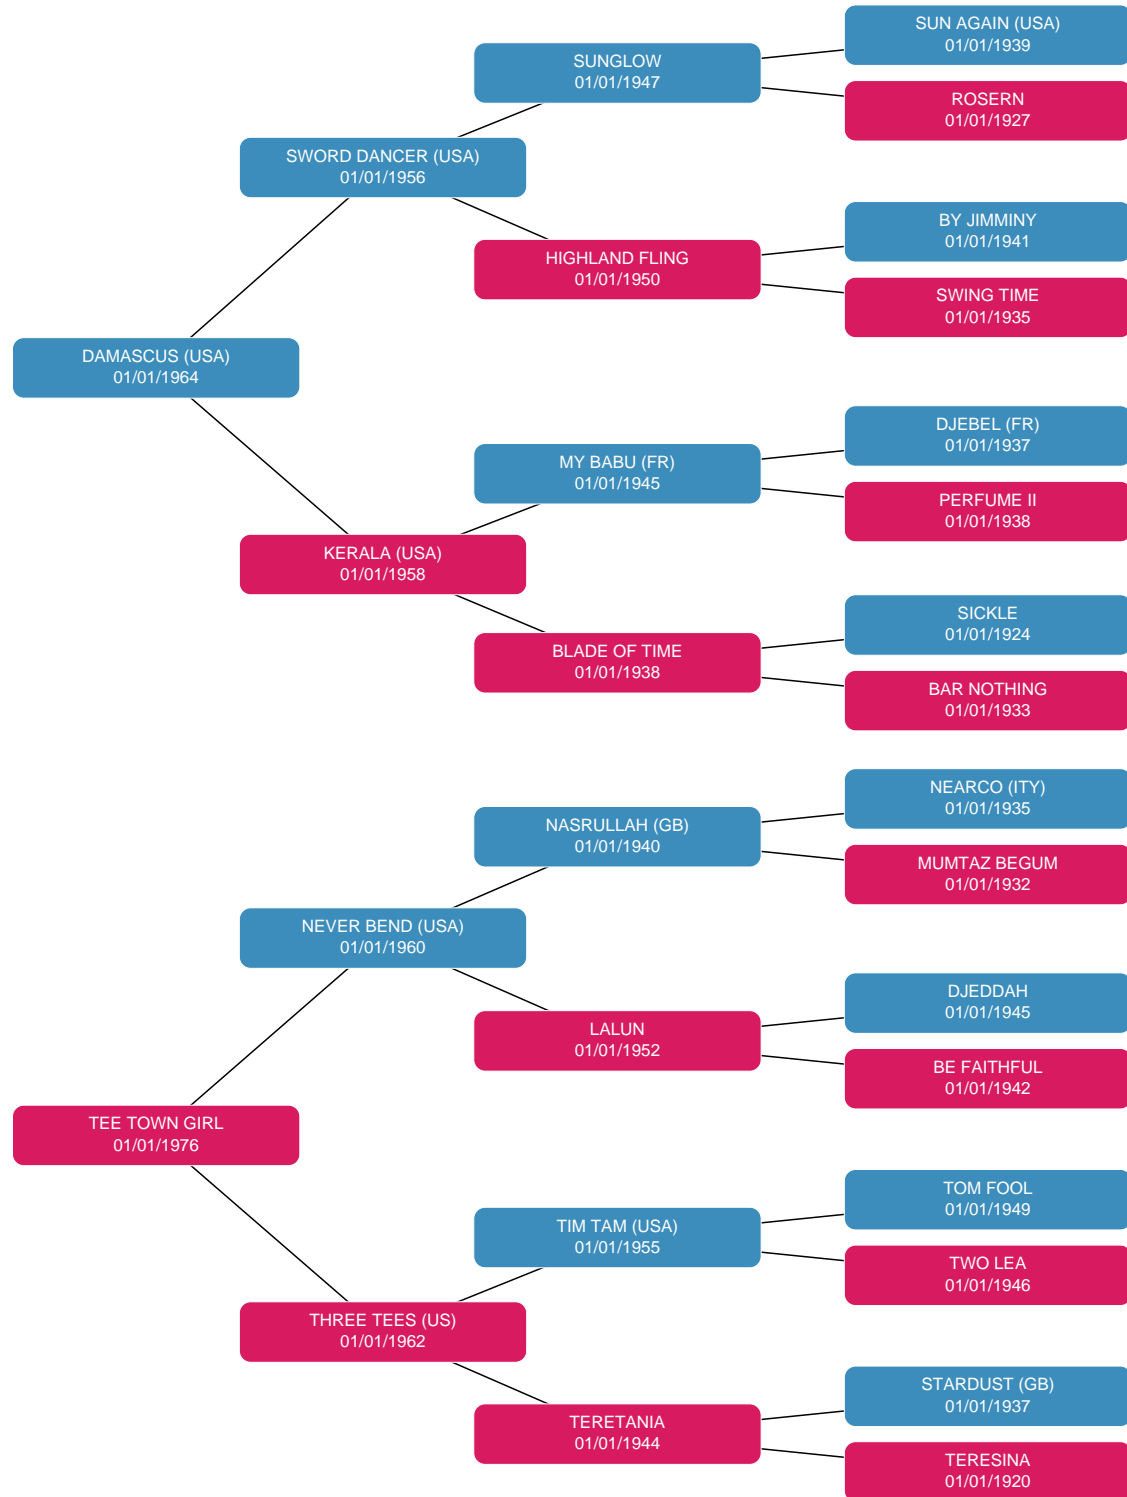 SUN AGAIN (USA)
01/01/1939
SUNGLOW
01/01/1947
ROSERN
01/01/1927
SWORD DANCER (USA)
01/01/1956
BY JIMMINY
01/01/1941
HIGHLAND FLING
01/01/1950
SWING TIME
01/01/1935
DAMASCUS (USA)
01/01/1964
DJEBEL (FR)
01/01/1937
MY BABU (FR)
01/01/1945
PERFUME II
01/01/1938
KERALA (USA)
01/01/1958
SICKLE
01/01/1924
BLADE OF TIME
01/01/1938
BAR NOTHING
01/01/1933
NEARCO (ITY)
01/01/1935
NASRULLAH (GB)
01/01/1940
MUMTAZ BEGUM
01/01/1932
NEVER BEND (USA)
01/01/1960
DJEDDAH
01/01/1945
LALUN
01/01/1952
BE FAITHFUL
01/01/1942
TEE TOWN GIRL
01/01/1976
TOM FOOL
01/01/1949
TIM TAM (USA)
01/01/1955
TWO LEA
01/01/1946
THREE TEES (US)
01/01/1962
STARDUST (GB)
01/01/1937
TERETANIA
01/01/1944
TERESINA
01/01/1920